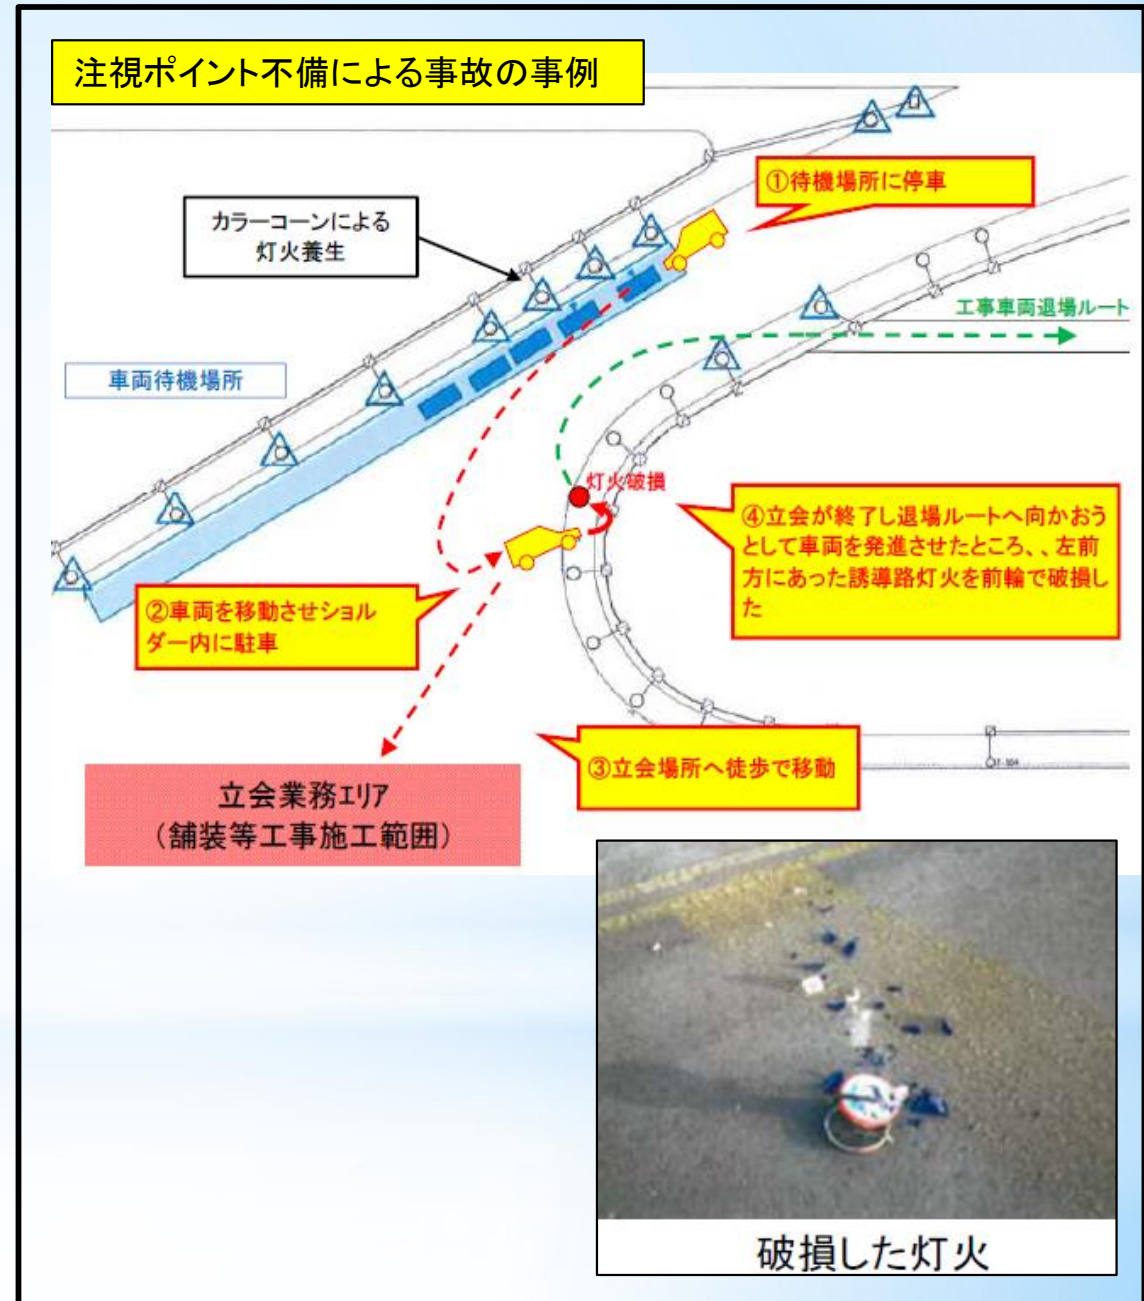 注視ポイント不備による事故の事例
①待機場所に停車
カラーコーンによる
灯火養生
工事車両退場ルート
車両待機場所
灯火破損
④立会が終了し退場ルートへ向かおう
として車両を発進させたところ、、左前
方にあった誘導路灯火を前輪で破損し
た
②車両を移動させショル
ダー内に駐車
③立会場所へ徒歩で移動
立会業務エリア
（舗装等工事施工範囲）
破損した灯火